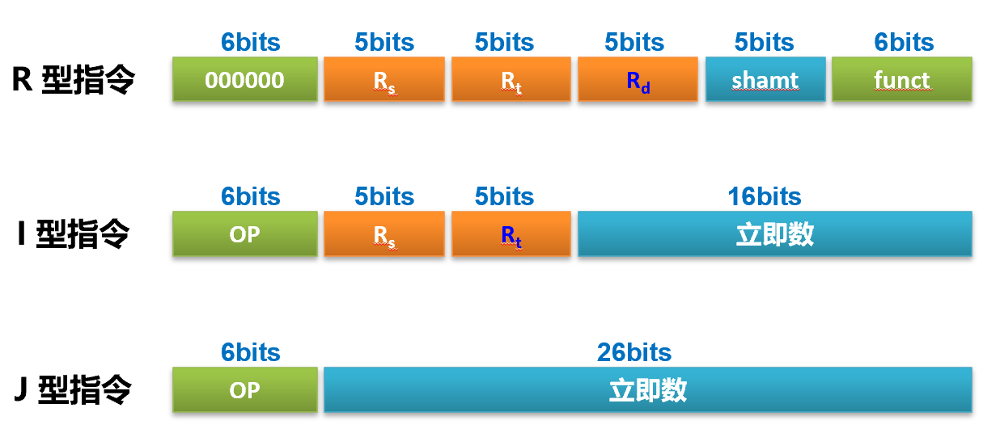 6bits 5bits 5bits 5bits 5bits 6bits
R 型指令 000000 Rs Rt Rd shamt funct
6bits 5bits 5bits 16bits
I 型指令 OP Rs Rt 立即数
6bits 26bits
J 型指令 OP 立即数